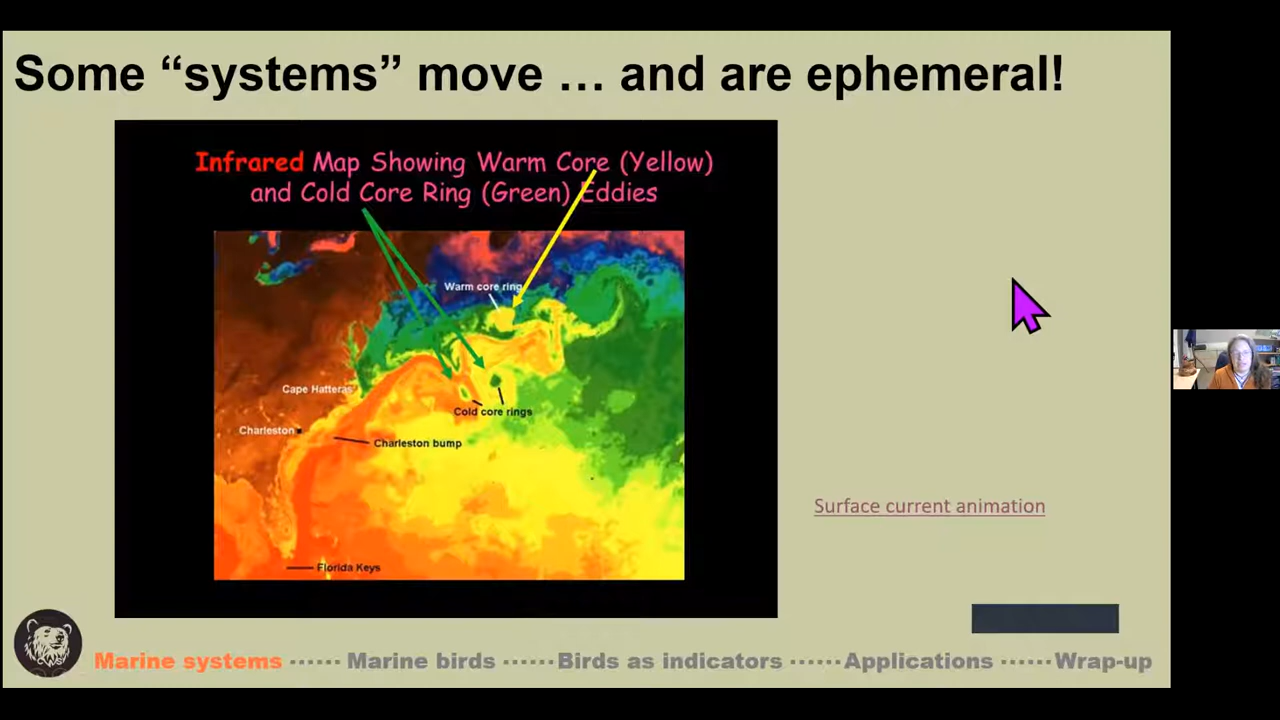 Some “systems” move … and are ephemeral!
Infrared Map Showing Warm Core (Yellow)
and Cold Core Ring (Green) Eddies
Warm core ring
Cape Hatteras
Cold core rings
Charleston
Charleston bump
Surface current animation
Florida Keys
CWS
Marine systems ...... Marine birds ...... Birds as indicators ...... Applications ...... Wrap-up